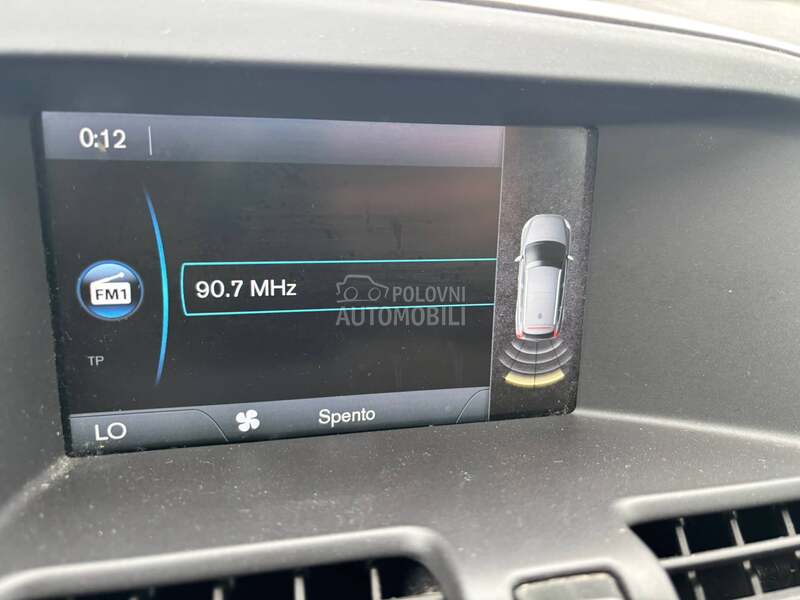 0:12
FM1
90.7 MHz
POLOVNI
AUTOMOBILI
TP
LO
Spento